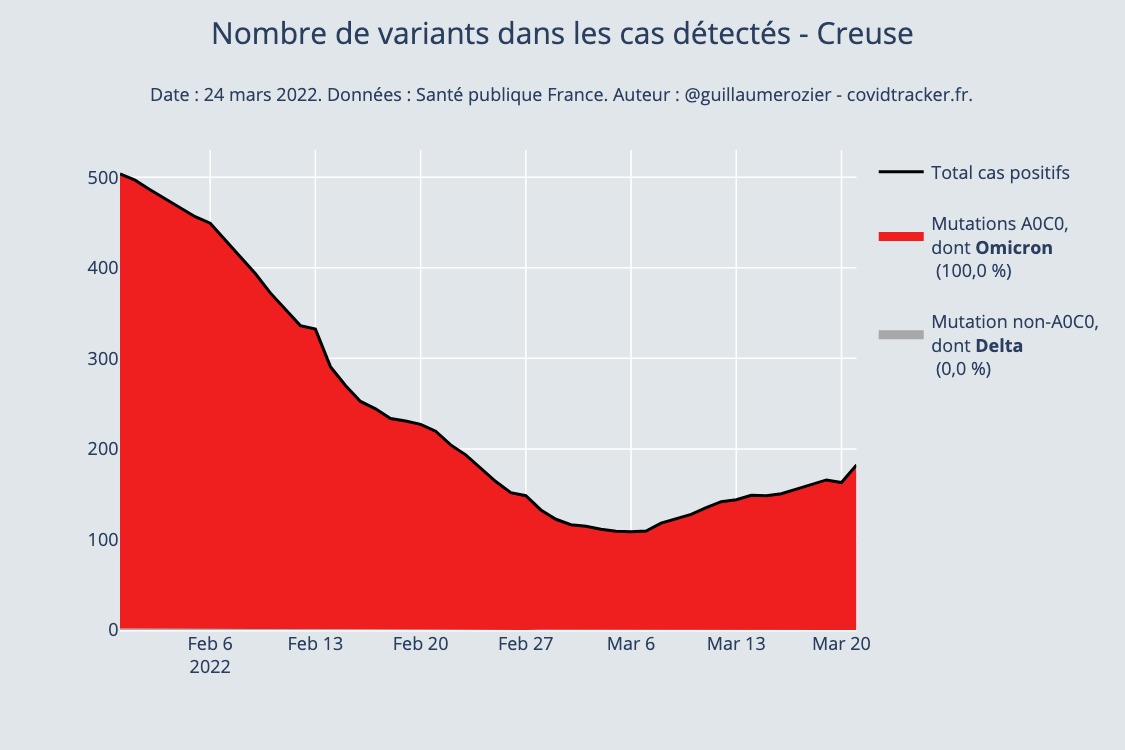 Nombre de variants dans les cas détectés - Creuse
Date : 24 mars 2022. Données : Santé publique France. Auteur : @guillaumerozier - covidtracker.fr.
500
400
300
200
100
0
Feb 6
2022
Feb 13
Feb 20
Feb 27
Mar 6
Mar 13
Mar 20
Total cas positifs
Mutations A0C0,
dont Omicron
(100,0 %)
Mutation non-A0C0,
dont Delta
(0,0 %)